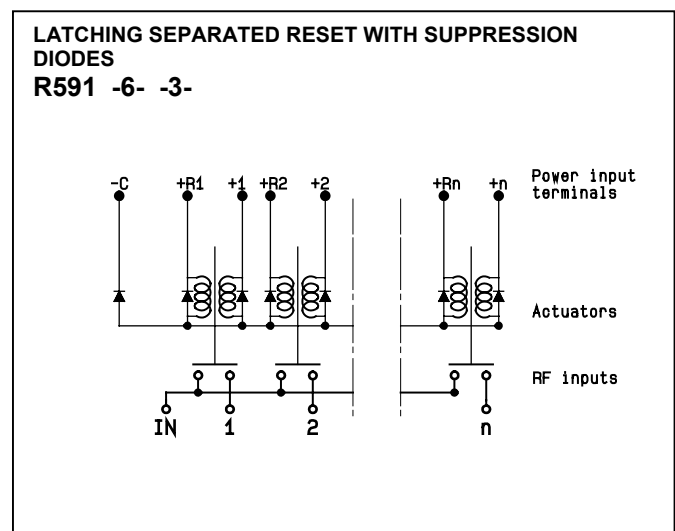 LATCHING SEPARATED RESET WITH SUPPRESSION
DIODES
R591 -6- -3-
-C +R1 +1 +R2 +2 +Rn +n Power input
terminals
Actuators
RF inputs
IN 1 2 n